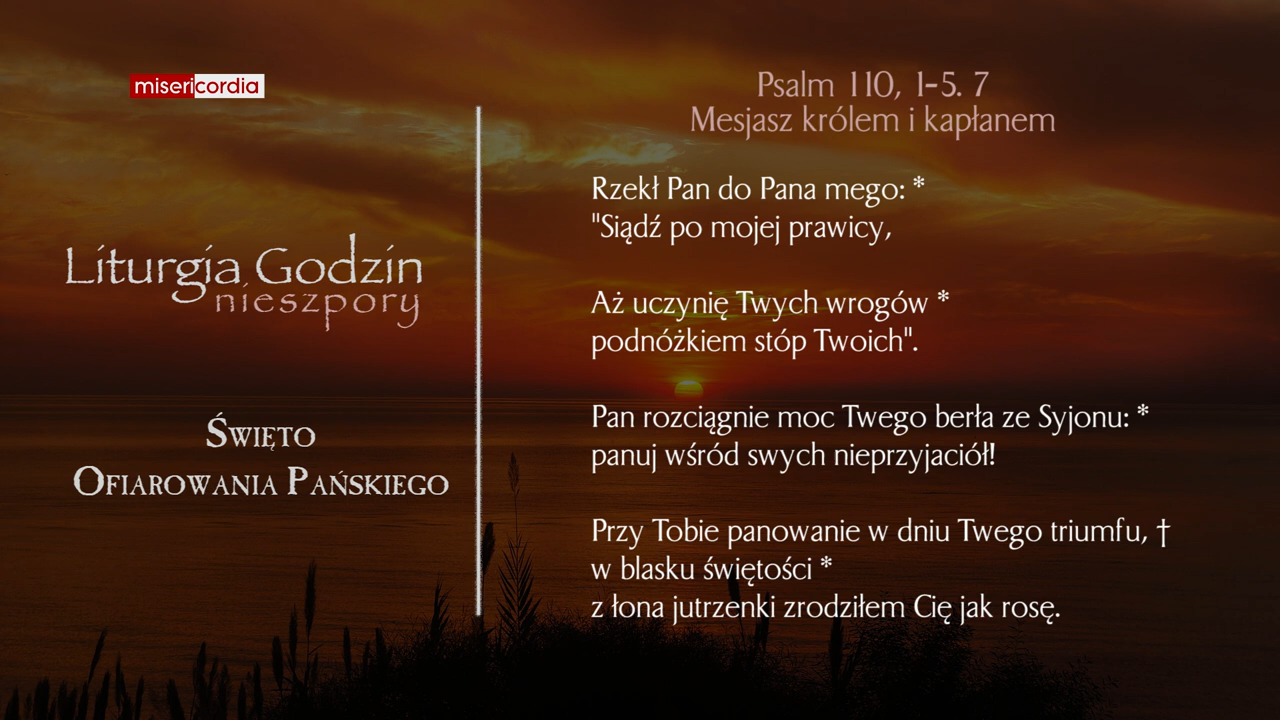 misericordia
Liturgia Godzin
nieszpory
Święto
Ofiarowania Pańskiego
Psalm 110, 1-5. 7
Mesjasz królem i kapłanem
Rzekł Pan do Pana mego: *
"Siądź po mojej prawicy,
Aż uczynię Twych wrogów *
podnóżkiem stóp Twoich".
Pan rozciągnie moc Twego berła ze Syjonu: *
panuj wśród swych nieprzyjaciół!
Przy Tobie panowanie w dniu Twego triumfu, †
w blasku świętości *
z łona jutrzenki zrodziłem Cię jak rosę.